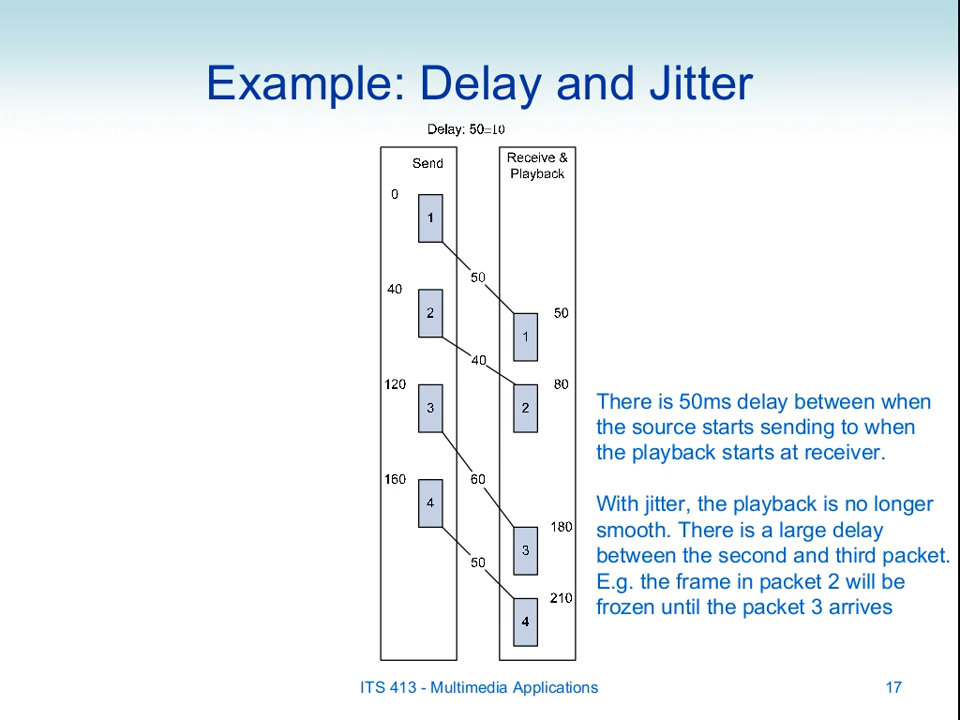 Example: Delay and Jitter
Delay: 50=10
Send
Receive &
Playback
0
1
50
40
2
50
1
40
120
3
80
2
60
160
4
180
3
50
210
4
There is 50ms delay between when
the source starts sending to when
the playback starts at receiver.
With jitter, the playback is no longer
smooth. There is a large delay
between the second and third packet.
E.g. the frame in packet 2 will be
frozen until the packet 3 arrives
ITS 413 - Multimedia Applications
17